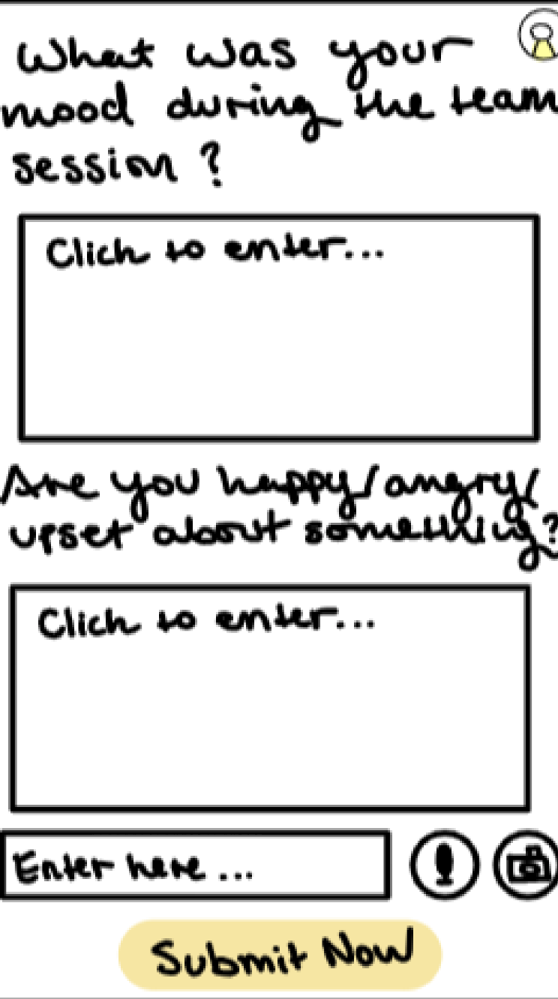 What was your
mood during the team
session ?
Click to enter...
Are you happy/angry/
upset about something?
Click to enter...
Enter here ...
Submit Now